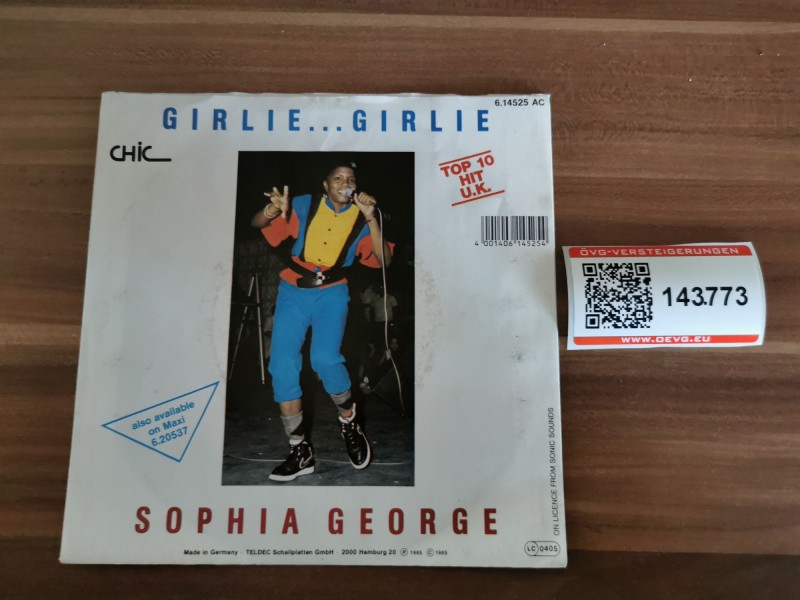 6.14525 AC
GIRLIE...GIRLIE
CHIC
TOP 10
HIT
U.K.
4 001406 145254
ÖVG-VERSTEIGERUNGEN
143.773
WWW.OEVG.EU
also available
on Maxi
6.20537
ON LICENCE FROM SONIC SOUNDS
SOPHIA GEORGE
Made in Germany · TELDEC Schallplatten GmbH · 2000 Hamburg 20 ℗ 1985 © 1985
LC 0405